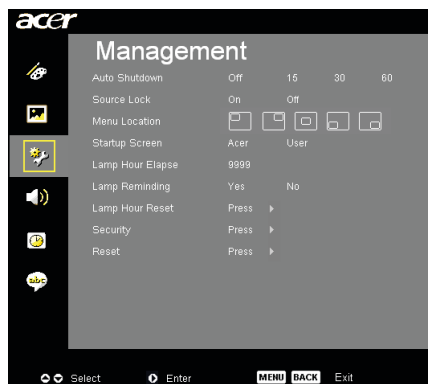 acer
Management
Auto Shutdown Off 15 30 60
Source Lock On Off
Menu Location
Startup Screen Acer User
Lamp Hour Elapse 9999
Lamp Reminding Yes No
Lamp Hour Reset Press
Security Press
Reset Press
abc
Select Enter MENU BACK Exit